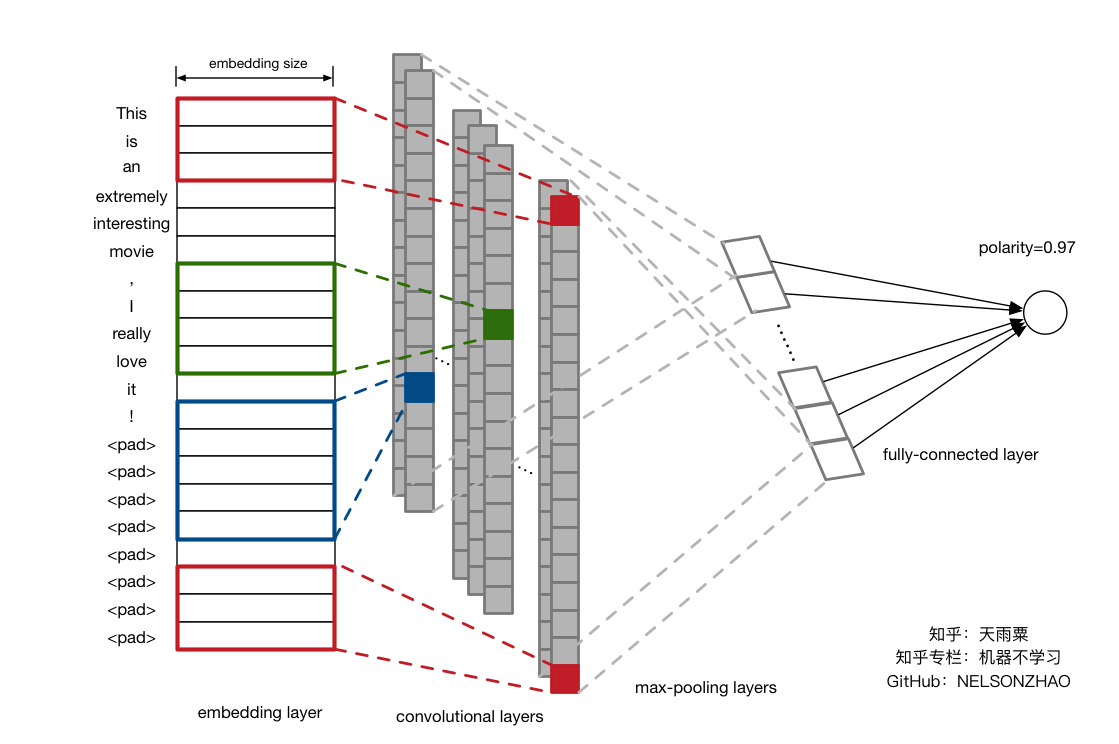 embedding size
This
is
an
extremely
interesting
movie
,
I
really
love
it
!
<pad>
<pad>
<pad>
<pad>
<pad>
<pad>
<pad>
<pad>
embedding layer
convolutional layers
max-pooling layers
fully-connected layer
polarity=0.97
知乎：天雨粟
知乎专栏：机器不学习
GitHub：NELSONZHAO